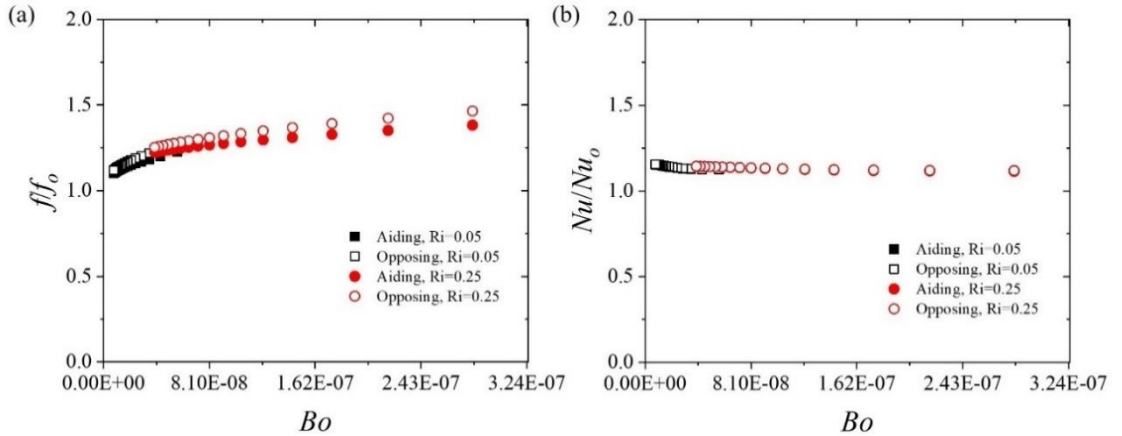 (a)
2.0
1.5
1.0
0.5
0.0
f/fo
Aiding, Ri=0.05
Opposing, Ri=0.05
Aiding, Ri=0.25
Opposing, Ri=0.25
0.00E+00 8.10E-08 1.62E-07 2.43E-07 3.24E-07
Bo
(b)
2.0
1.5
1.0
0.5
0.0
Nu/Nuo
Aiding, Ri=0.05
Opposing, Ri=0.05
Aiding, Ri=0.25
Opposing, Ri=0.25
0.00E+00 8.10E-08 1.62E-07 2.43E-07 3.24E-07
Bo